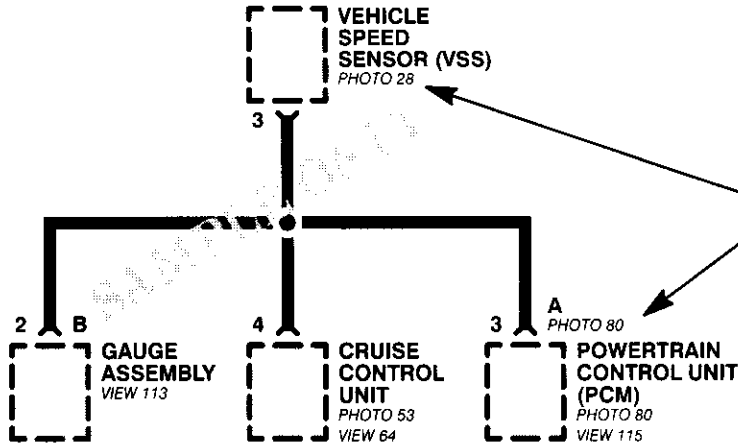 VEHICLE
SPEED
SENSOR (VSS)
PHOTO 28
3
2 B
GAUGE
ASSEMBLY
VIEW 113
4
CRUISE
CONTROL
UNIT
PHOTO 53
VIEW 64
3 A
PHOTO 80
POWERTRAIN
CONTROL UNIT
(PCM)
PHOTO 80
VIEW 115